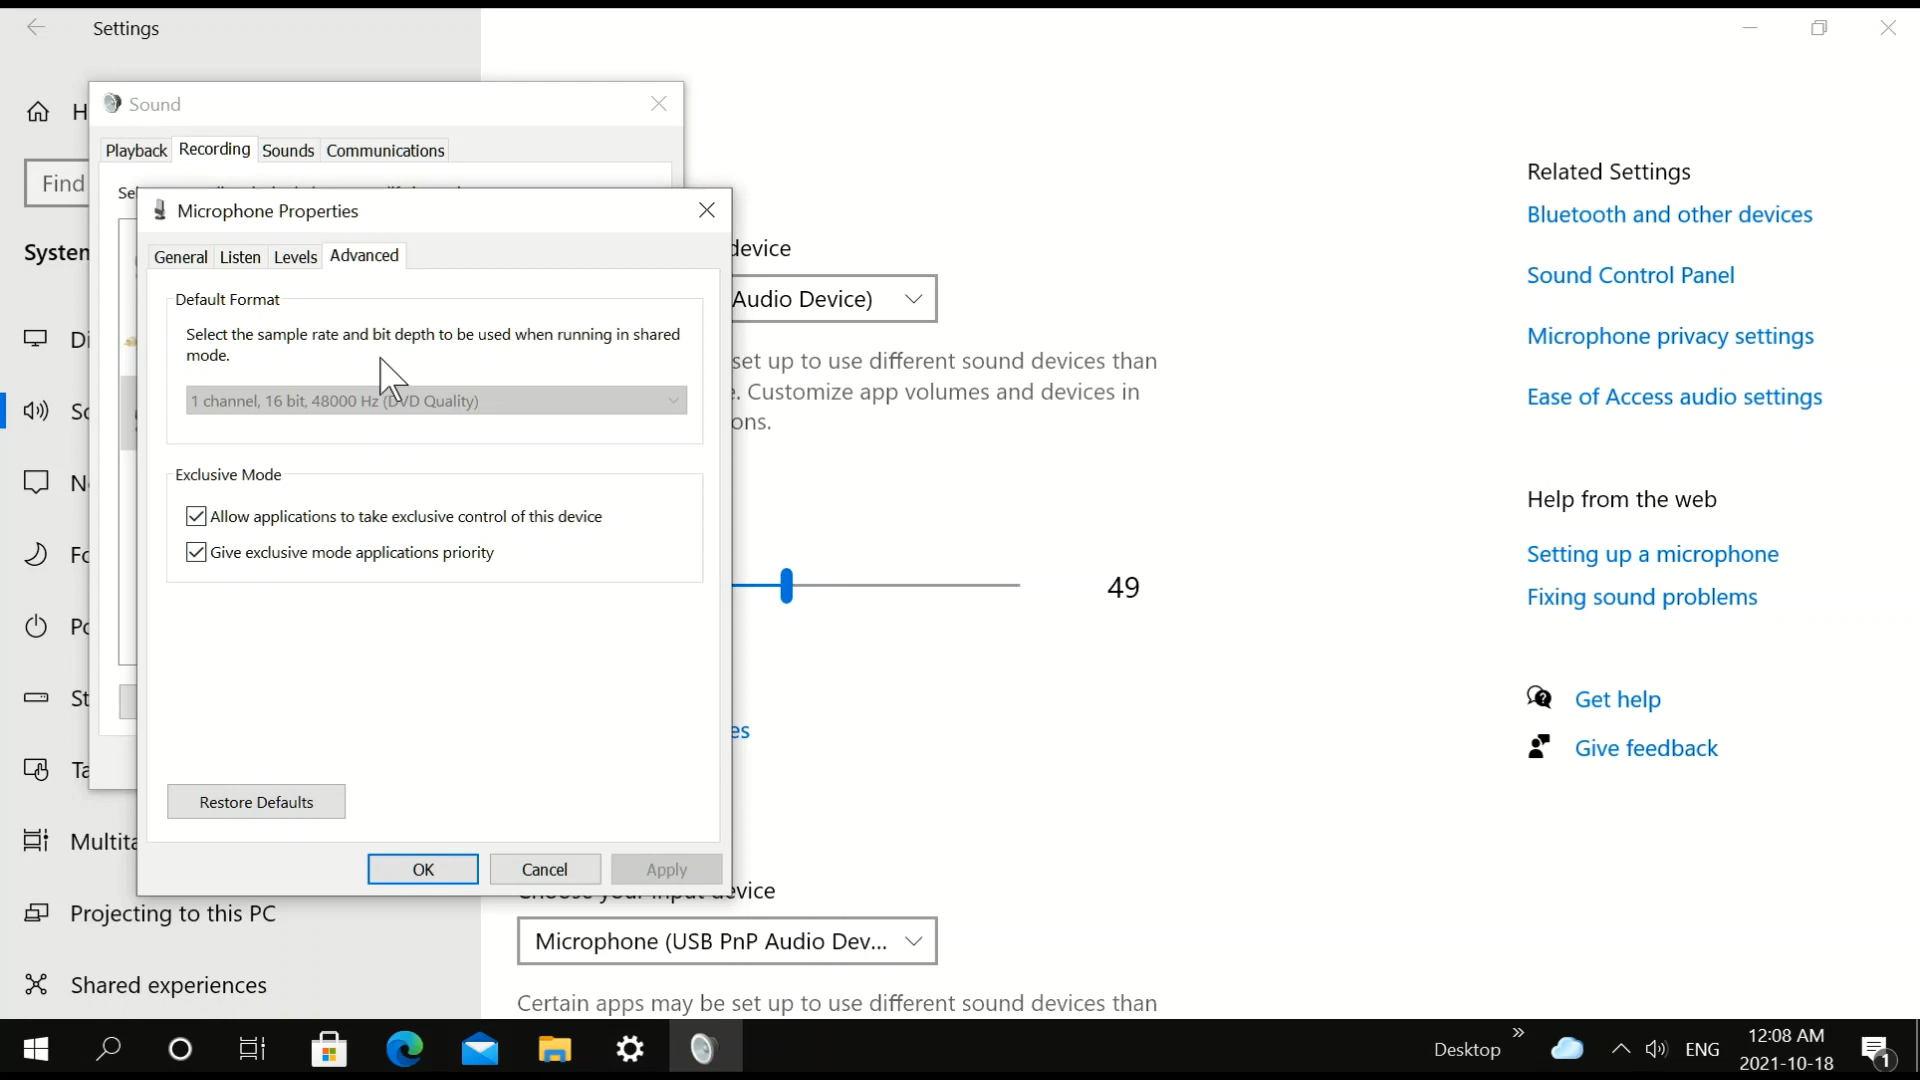 Settings
Sound
Playback Recording Sounds Communications
Find
System
Microphone Properties
General Listen Levels Advanced
Default Format
Select the sample rate and bit depth to be used when running in shared
mode.
1 channel, 16 bit, 48000 Hz (DVD Quality)
Exclusive Mode
Allow applications to take exclusive control of this device
Give exclusive mode applications priority
Restore Defaults
OK Cancel Apply
device
Audio Device)
set up to use different sound devices than
Customize app volumes and devices in
ons.
49
es
Choose your input device
Microphone (USB PnP Audio Dev...
Certain apps may be set up to use different sound devices than
Projecting to this PC
Shared experiences
Related Settings
Bluetooth and other devices
Sound Control Panel
Microphone privacy settings
Ease of Access audio settings
Help from the web
Setting up a microphone
Fixing sound problems
Get help
Give feedback
Desktop
ENG
12:08 AM
2021-10-18
1